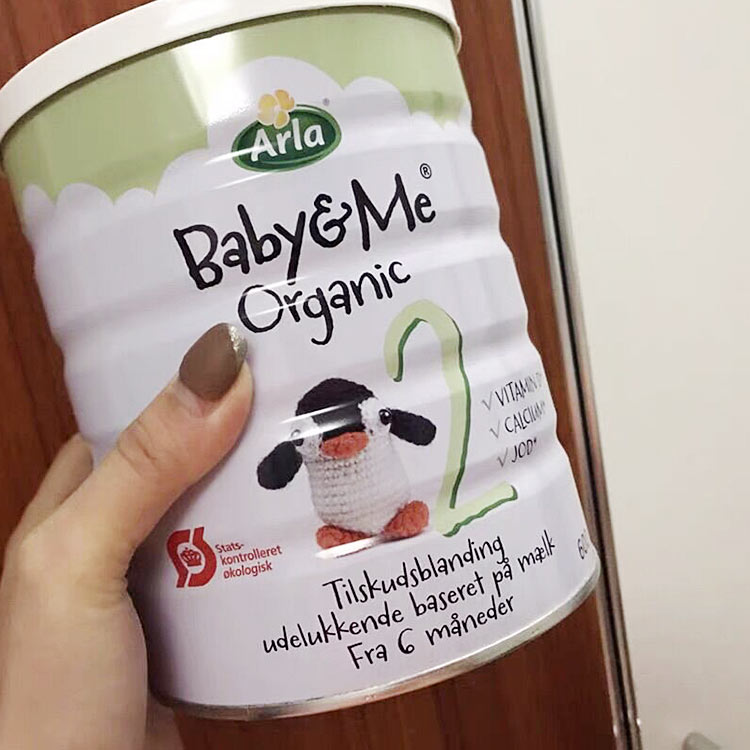 Arla®
Baby&Me®
Organic
2
✓ VITAMIN
✓ CALCIUM*
✓ JOD*
Stats-
kontrolleret
økologisk
Tilskudsblanding
udelukkende baseret på mælk
Fra 6 måneder